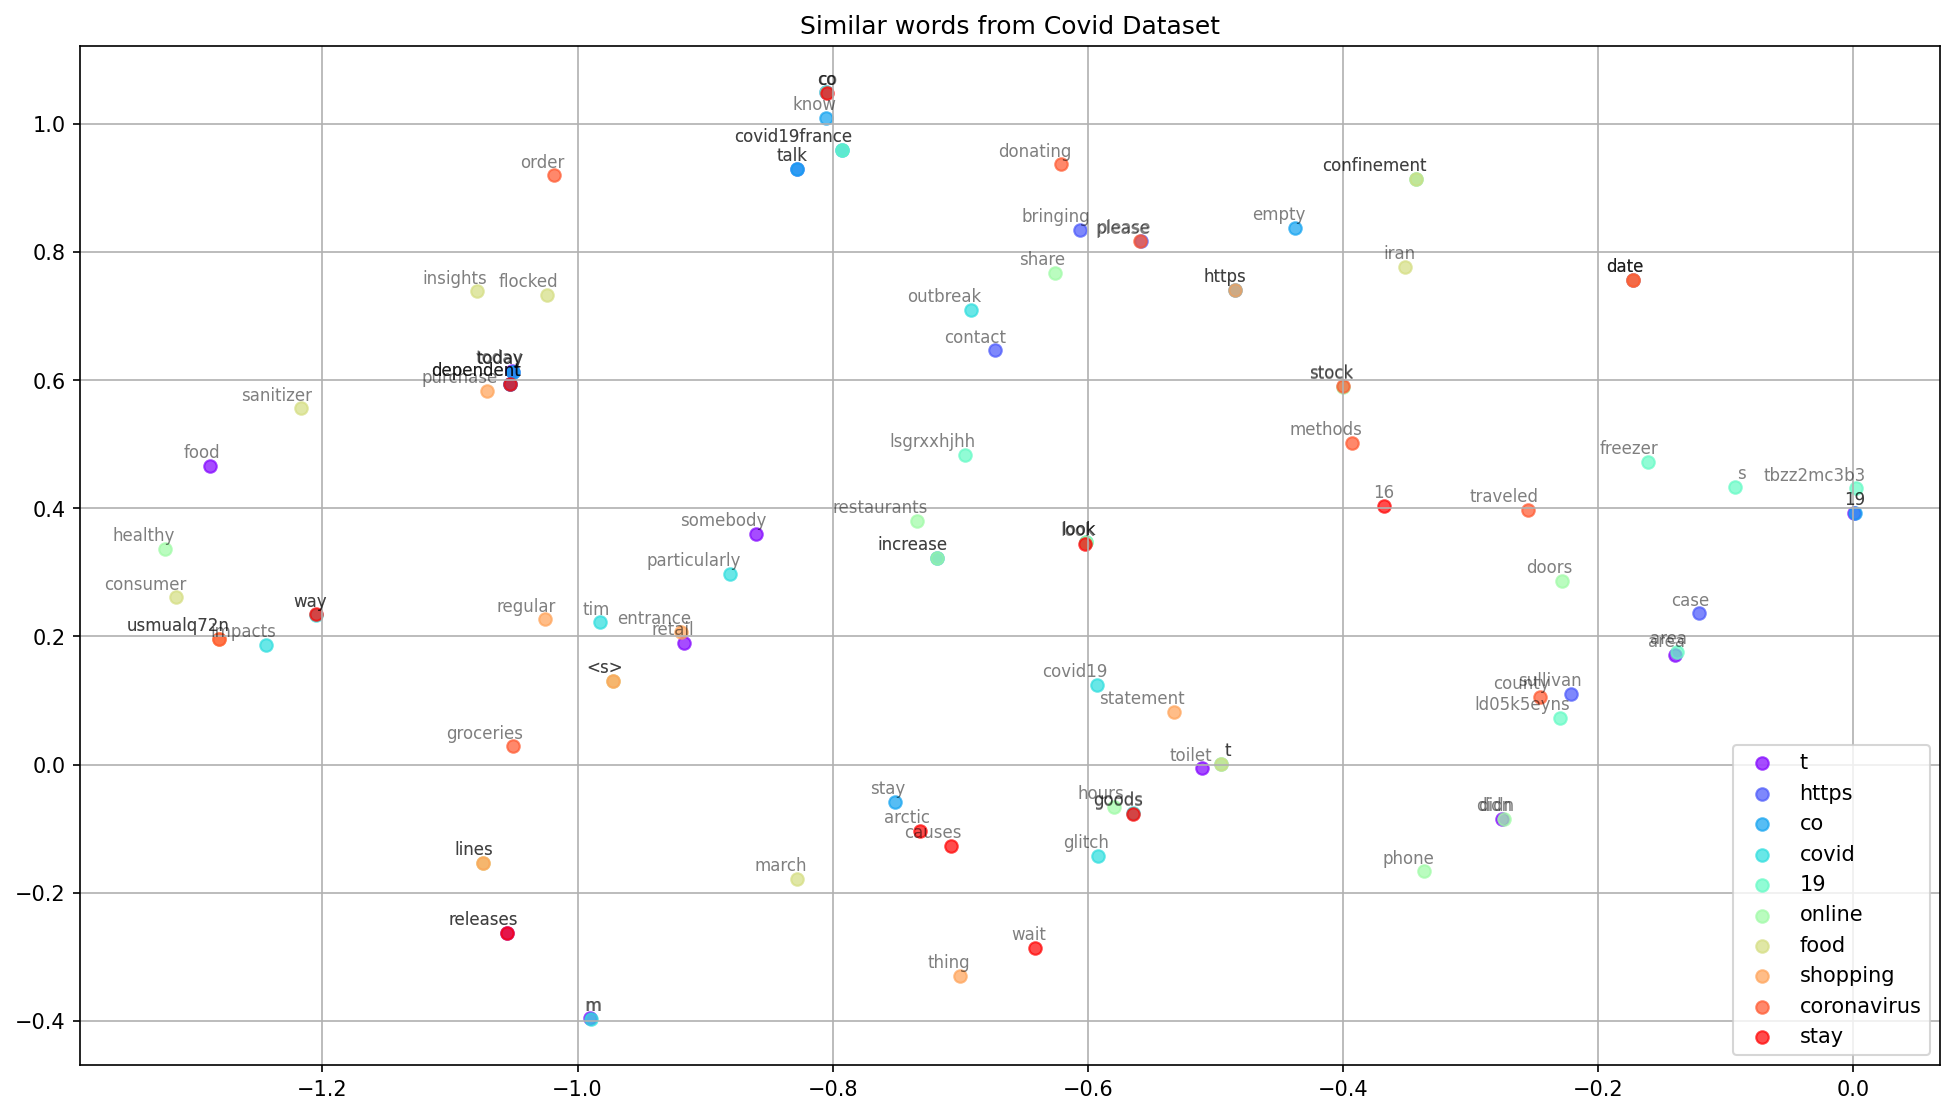 Similar words from Covid Dataset
co
know
covid19france
talk
order
donating
confinement
bringing
please
empty
share
iran
https
date
insights
flocked
outbreak
contact
today
dependent
purchase
stock
sanitizer
food
lsgrxxhjhh
methods
freezer
s
tbzz2mc3b3
19
16
traveled
restaurants
somebody
look
healthy
increase
particularly
doors
consumer
way
regular
tim
entrance
retail
case
usmualq72n
impacts
area
area
<s>
covid19
county
sullivan
statement
ld05k5eyns
groceries
toilet
t
stay
hours
goods
arctic
causes
didn
didn
glitch
lines
march
phone
releases
wait
thing
m
1.0
0.8
0.6
0.4
0.2
0.0
−0.2
−0.4
−1.2
−1.0
−0.8
−0.6
−0.4
−0.2
0.0
t
https
co
covid
19
online
food
shopping
coronavirus
stay